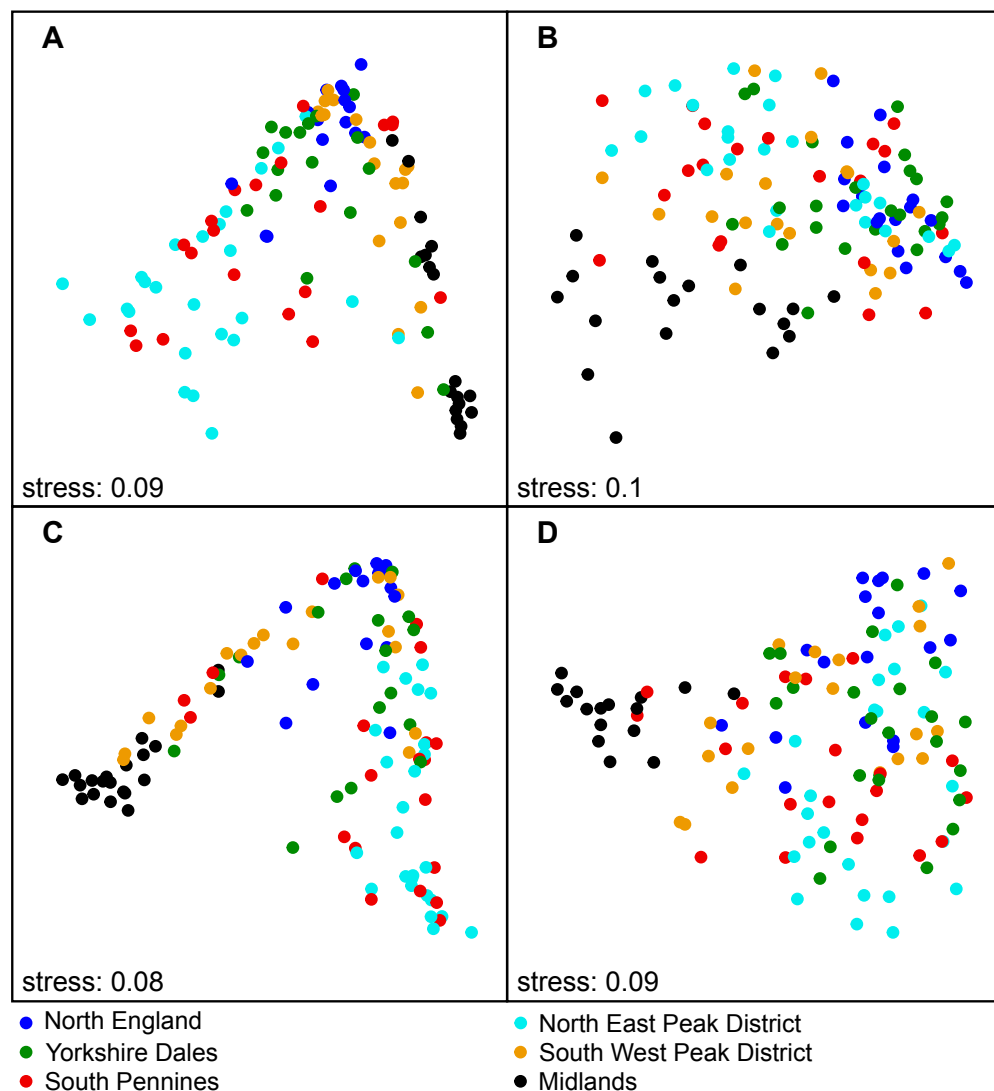 A
B
stress: 0.09
stress: 0.1
C
D
stress: 0.08
stress: 0.09
North England
North East Peak District
Yorkshire Dales
South West Peak District
South Pennines
Midlands